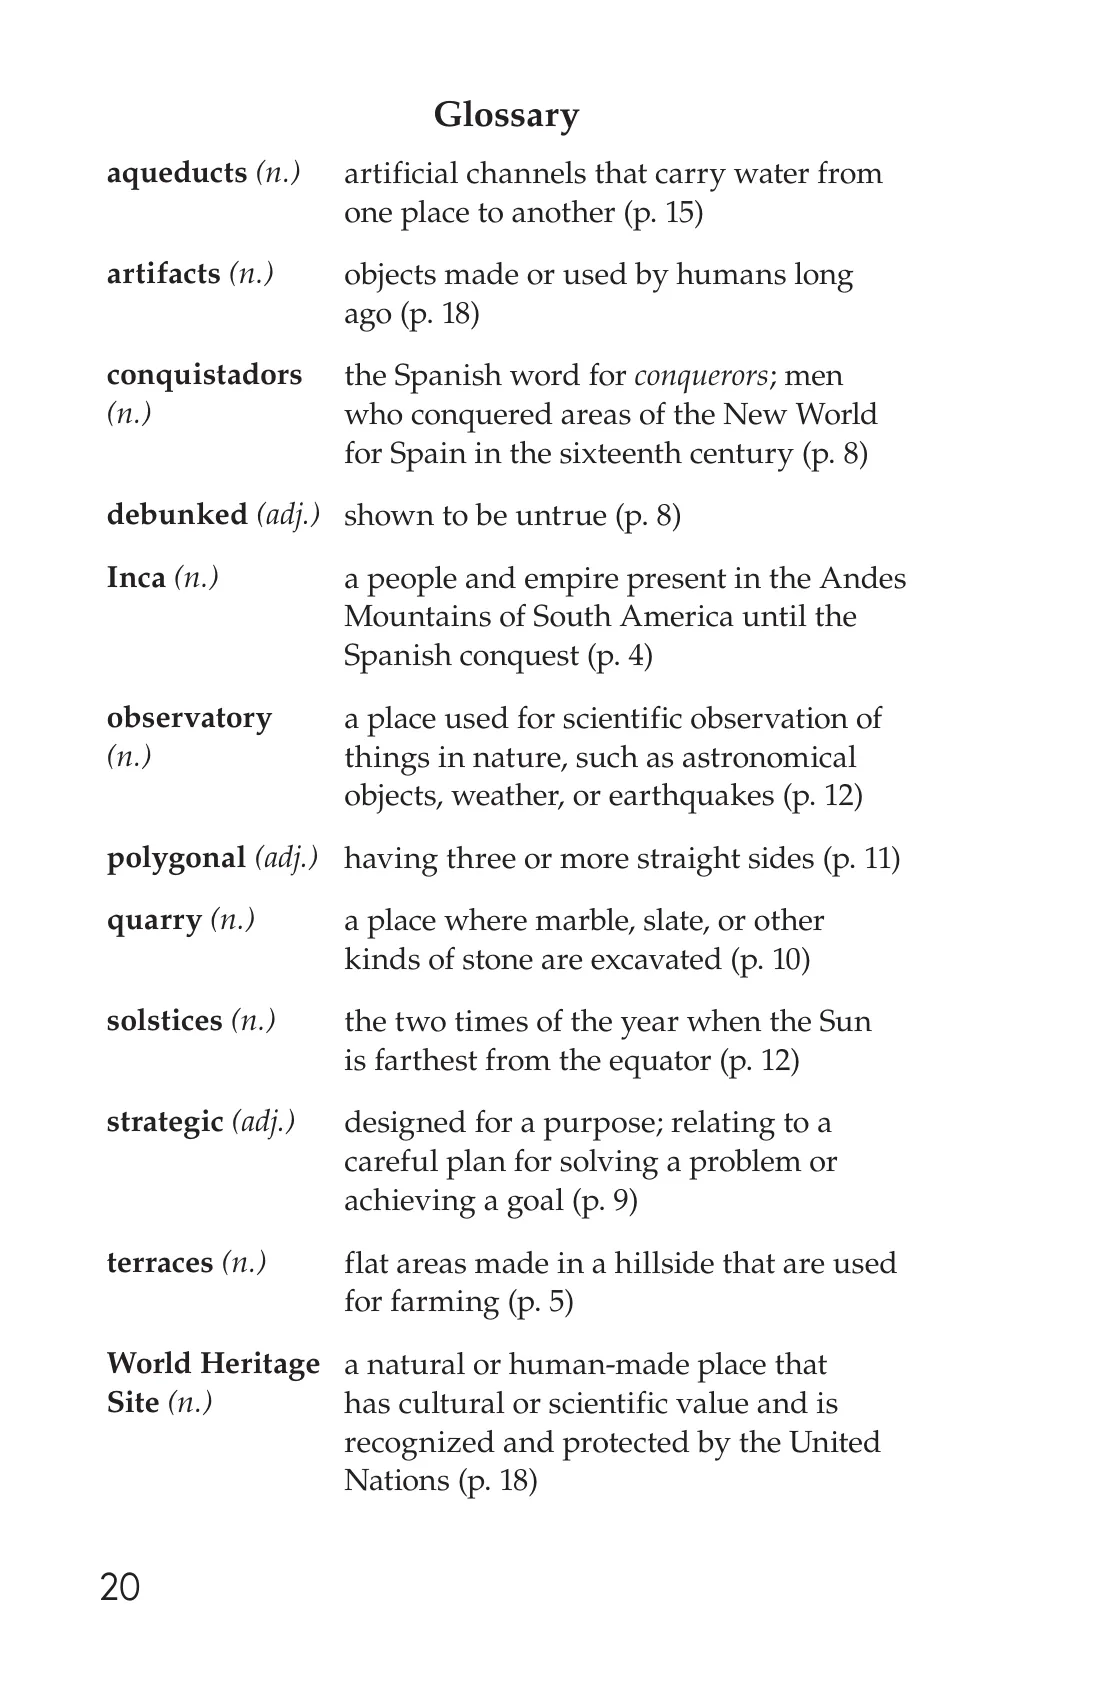 Glossary
aqueducts (n.) artificial channels that carry water from
one place to another (p. 15)
artifacts (n.) objects made or used by humans long
ago (p. 18)
conquistadors the Spanish word for conquerors; men
(n.) who conquered areas of the New World
for Spain in the sixteenth century (p. 8)
debunked (adj.) shown to be untrue (p. 8)
Inca (n.) a people and empire present in the Andes
Mountains of South America until the
Spanish conquest (p. 4)
observatory a place used for scientific observation of
(n.) things in nature, such as astronomical
objects, weather, or earthquakes (p. 12)
polygonal (adj.) having three or more straight sides (p. 11)
quarry (n.) a place where marble, slate, or other
kinds of stone are excavated (p. 10)
solstices (n.) the two times of the year when the Sun
is farthest from the equator (p. 12)
strategic (adj.) designed for a purpose; relating to a
careful plan for solving a problem or
achieving a goal (p. 9)
terraces (n.) flat areas made in a hillside that are used
for farming (p. 5)
World Heritage a natural or human-made place that
Site (n.) has cultural or scientific value and is
recognized and protected by the United
Nations (p. 18)
20